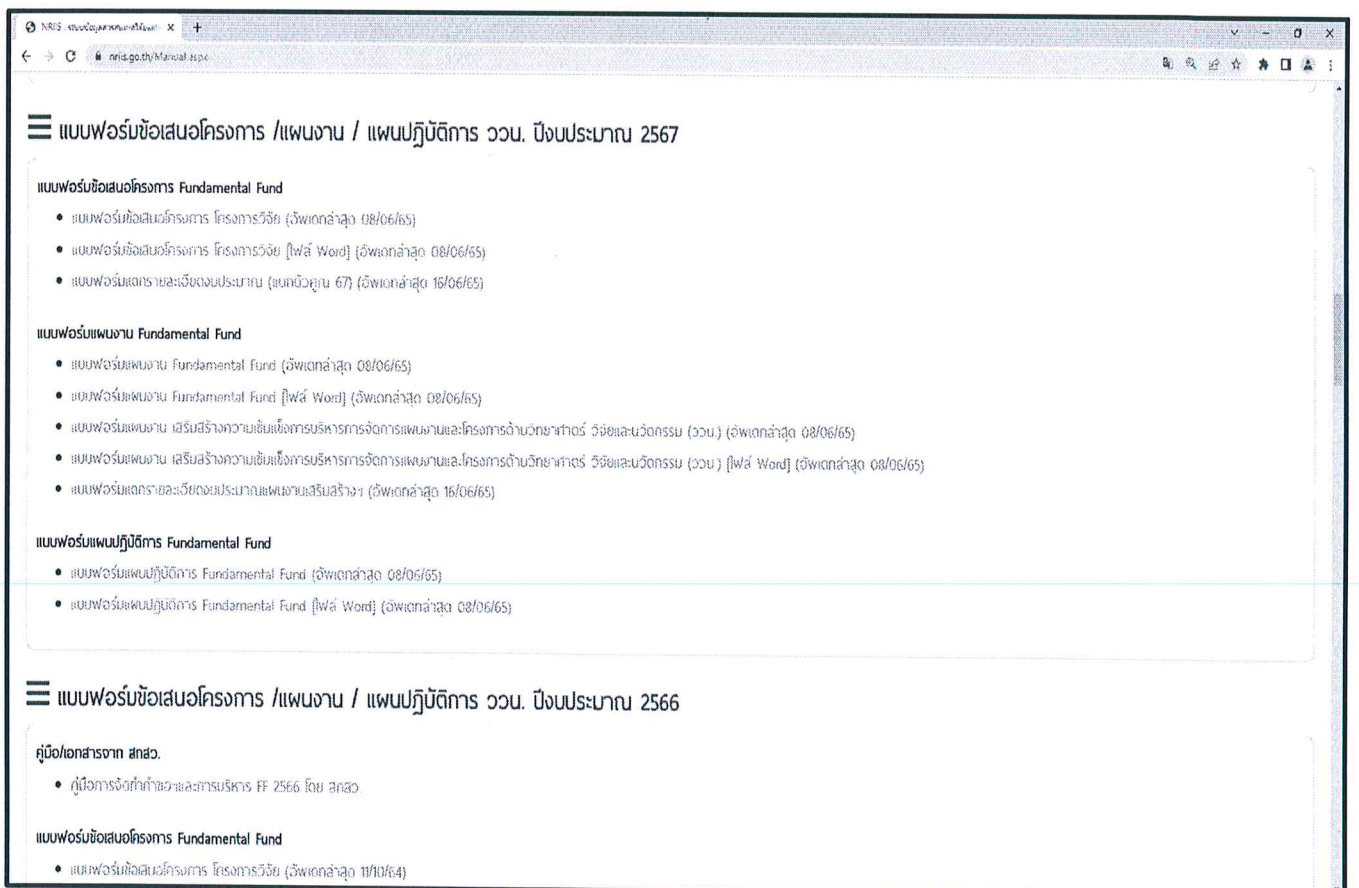 NRIIS :
nriis.go.th/Manual.aspx
แบบฟอร์มข้อเสนอโครงการ /แผนงาน / แผนปฏิบัติการ ววน. ปีงบประมาณ 2567
แบบฟอร์มข้อเสนอโครงการ Fundamental Fund
แบบฟอร์มข้อเสนอโครงการ โครงการวิจัย (อัพเดทล่าสุด 08/06/65)
แบบฟอร์มข้อเสนอโครงการ โครงการวิจัย [ไฟล์ Word] (อัพเดทล่าสุด 08/06/65)
แบบฟอร์มแตกรายละเอียดงบประมาณ (แตกตัวคูณ 67) (อัพเดทล่าสุด 16/06/65)
แบบฟอร์มแผนงาน Fundamental Fund
แบบฟอร์มแผนงาน Fundamental Fund (อัพเดทล่าสุด 08/06/65)
แบบฟอร์มแผนงาน Fundamental Fund [ไฟล์ Word] (อัพเดทล่าสุด 08/06/65)
แบบฟอร์มแผนงาน เสริมสร้างความเข้มแข็งการบริหารการจัดการแผนงานและโครงการด้านวิทยาศาตร์ วิจัยและนวัตกรรม (ววน.) (อัพเดทล่าสุด 08/06/65)
แบบฟอร์มแผนงาน เสริมสร้างความเข้มแข็งการบริหารการจัดการแผนงานและโครงการด้านวิทยาศาตร์ วิจัยและนวัตกรรม (ววน.) [ไฟล์ Word] (อัพเดทล่าสุด 08/06/65)
แบบฟอร์มแตกรายละเอียดงบประมาณแผนงานเสริมสร้างฯ (อัพเดทล่าสุด 16/06/65)
แบบฟอร์มแผนปฏิบัติการ Fundamental Fund
แบบฟอร์มแผนปฏิบัติการ Fundamental Fund (อัพเดทล่าสุด 08/06/65)
แบบฟอร์มแผนปฏิบัติการ Fundamental Fund [ไฟล์ Word] (อัพเดทล่าสุด 08/06/65)
แบบฟอร์มข้อเสนอโครงการ /แผนงาน / แผนปฏิบัติการ ววน. ปีงบประมาณ 2566
คู่มือ/เอกสารจาก สกสว.
คู่มือการจัดทำคำขอฯและการบริหาร FF 2566 โดย สกสว.
แบบฟอร์มข้อเสนอโครงการ Fundamental Fund
แบบฟอร์มข้อเสนอโครงการ โครงการวิจัย (อัพเดทล่าสุด 11/10/64)